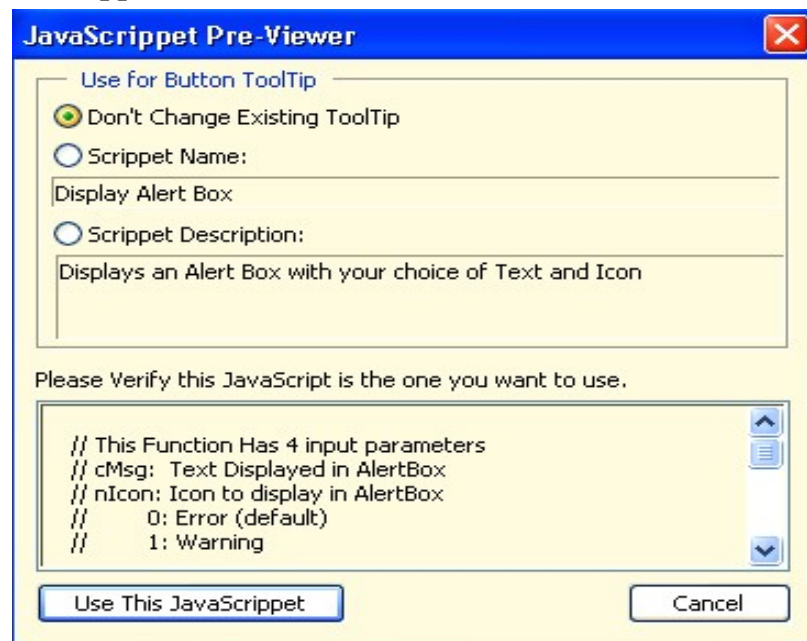 JavaScrippet Pre-Viewer
Use for Button ToolTip
Don't Change Existing ToolTip
Scrippet Name:
Display Alert Box
Scrippet Description:
Displays an Alert Box with your choice of Text and Icon
Please Verify this JavaScript is the one you want to use.
// This Function Has 4 input parameters
// cMsg: Text Displayed in AlertBox
// nIcon: Icon to display in AlertBox
// 0: Error (default)
// 1: Warning
Use This JavaScrippet Cancel